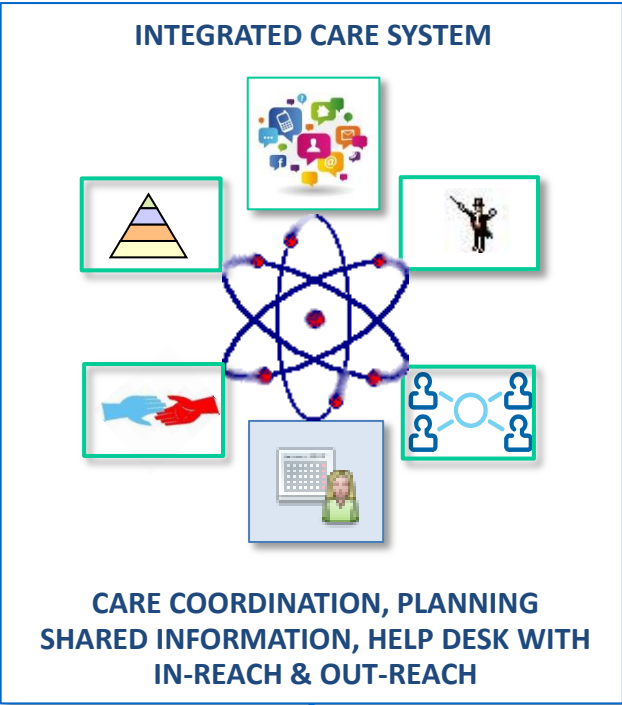 INTEGRATED CARE SYSTEM
CARE COORDINATION, PLANNING
SHARED INFORMATION, HELP DESK WITH
IN-REACH & OUT-REACH